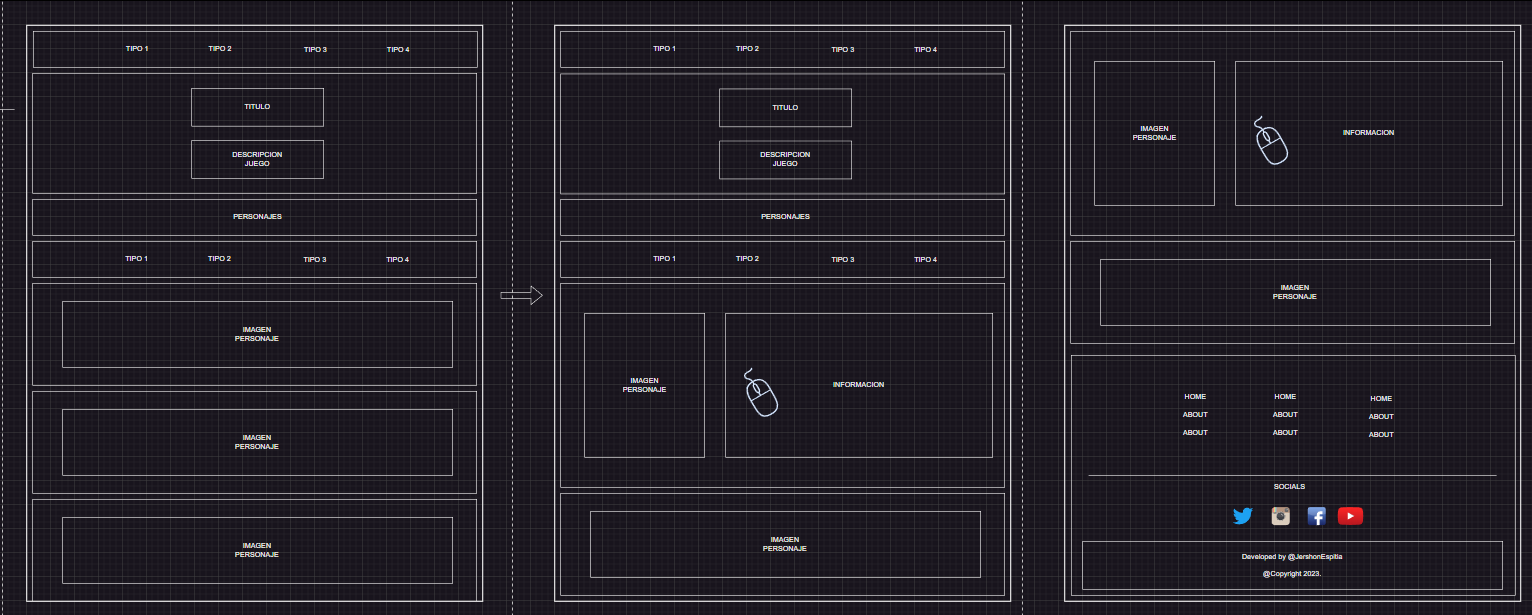 TIPO 1
TIPO 2
TIPO 3
TIPO 4
TITULO
DESCRIPCION
JUEGO
PERSONAJES
TIPO 1
TIPO 2
TIPO 3
TIPO 4
IMAGEN
PERSONAJE
IMAGEN
PERSONAJE
IMAGEN
PERSONAJE
TIPO 1
TIPO 2
TIPO 3
TIPO 4
TITULO
DESCRIPCION
JUEGO
PERSONAJES
TIPO 1
TIPO 2
TIPO 3
TIPO 4
IMAGEN
PERSONAJE
INFORMACION
IMAGEN
PERSONAJE
IMAGEN
PERSONAJE
INFORMACION
IMAGEN
PERSONAJE
HOME
ABOUT
ABOUT
HOME
ABOUT
ABOUT
HOME
ABOUT
ABOUT
SOCIALS
Developed by @JershonEspitia
@Copyright 2023.